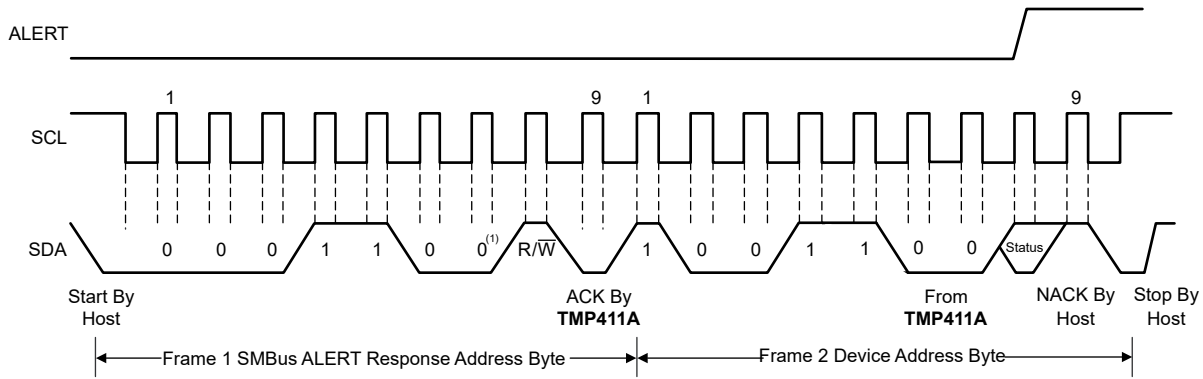 ALERT
1 9 1 9
SCL
SDA 0 0 0 1 1 0 0(1) R/W̅ 1 0 0 1 1 0 0 Status
Start By Host
ACK By TMP411A
From TMP411A
NACK By Host
Stop By Host
Frame 1 SMBus ALERT Response Address Byte
Frame 2 Device Address Byte